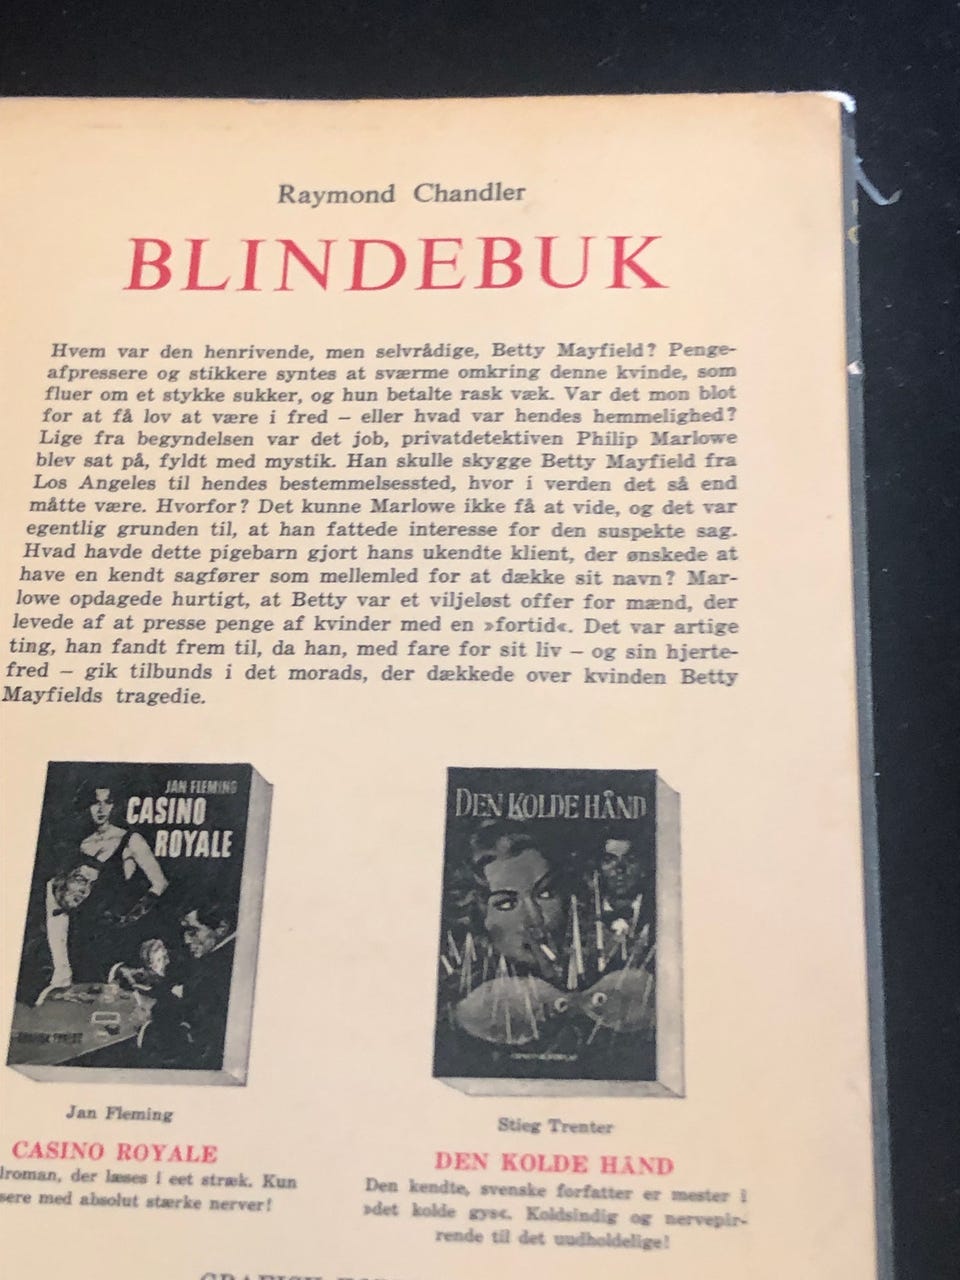 Raymond Chandler
BLINDEBUK
Hvem var den henrivende, men selvrådige, Betty Mayfield? Penge-
afpressere og stikkere syntes at sværme omkring denne kvinde, som
fluer om et stykke sukker, og hun betalte rask væk. Var det mon blot
for at få lov at være i fred – eller hvad var hendes hemmelighed?
Lige fra begyndelsen var det job, privatdetektiven Philip Marlowe
blev sat på, fyldt med mystik. Han skulle skygge Betty Mayfield fra
Los Angeles til hendes bestemmelsessted, hvor i verden det så end
måtte være. Hvorfor? Det kunne Marlowe ikke få at vide, og det var
egentlig grunden til, at han fattede interesse for den suspekte sag.
Hvad havde dette pigebarn gjort hans ukendte klient, der ønskede at
have en kendt sagfører som mellemled for at dække sit navn? Mar-
lowe opdagede hurtigt, at Betty var et viljeløst offer for mænd, der
levede af at presse penge af kvinder med en »fortid«. Det var artige
ting, han fandt frem til, da han, med fare for sit liv – og sin hjerte-
fred – gik tilbunds i det morads, der dækkede over kvinden Betty
Mayfields tragedie.
JAN FLEMING
CASINO
ROYALE
DEN KOLDE HÅND
Jan Fleming
CASINO ROYALE
roman, der læses i eet stræk. Kun
sere med absolut stærke nerver!
Stieg Trenter
DEN KOLDE HÅND
Den kendte, svenske forfatter er mester i
»det kolde gys«. Koldsindig og nervepir-
rende til det uudholdelige!